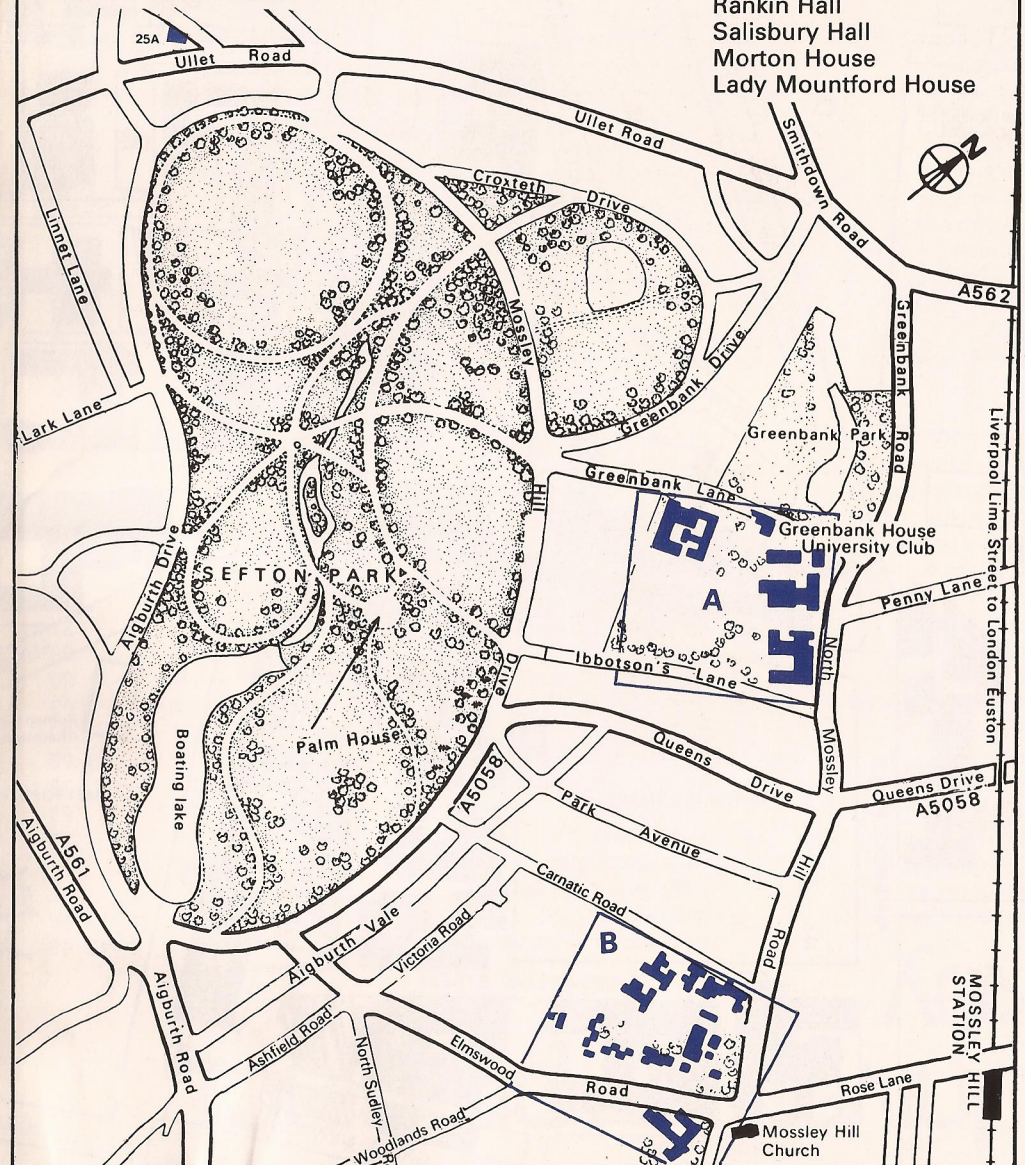 Rankin Hall
Salisbury Hall
Morton House
Lady Mountford House
25A
Ullet Road
Ullet Road
Smithdown Road
N
Croxteth Drive
Linnet Lane
A562
Mossley
Greenbank Drive
Greenbank Road
Lark Lane
Greenbank Park
Greenbank Lane
Hill
Greenbank House
University Club
Liverpool Lime Street to London Euston
Aigburth Drive
SEFTON PARK
A
Penny Lane
North
Ibbotson's Lane
Drive
Palm House
Boating lake
Queens Drive
Mossley
Queens Drive
A5058
A5058
Park Avenue
A561
Aigburth Road
Hill
Carnatic Road
Road
Aigburth Vale
Victoria Road
B
MOSSLEY HILL
STATION
Aigburth Road
Ashfield Road
North Sudley
R
Elmswood
Road
Rose Lane
Woodlands Road
Mossley Hill
Church